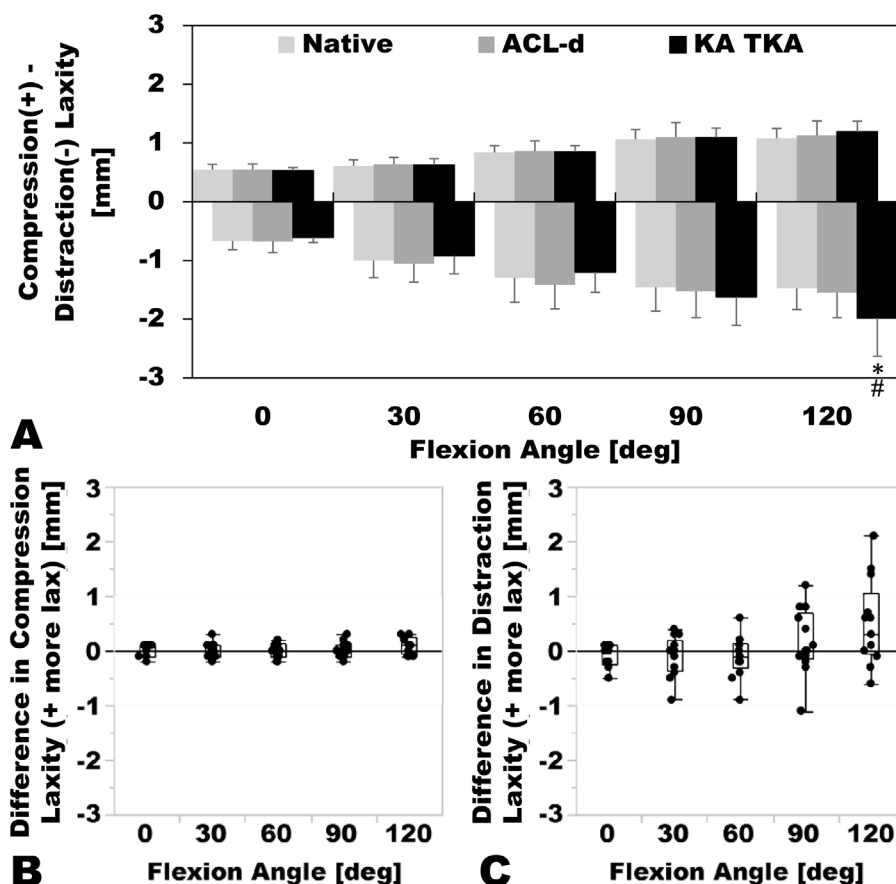 Compression(+) -
Distraction(-) Laxity
[mm]
3
2
1
0
-1
-2
-3
Native ACL-d KA TKA
*
#
0 30 60 90 120
Flexion Angle [deg]
A
Difference in Compression
Laxity (+ more lax) [mm]
3
2
1
0
-1
-2
-3
0 30 60 90 120
Flexion Angle [deg]
B
Difference in Distraction
Laxity (+ more lax) [mm]
3
2
1
0
-1
-2
-3
0 30 60 90 120
Flexion Angle [deg]
C